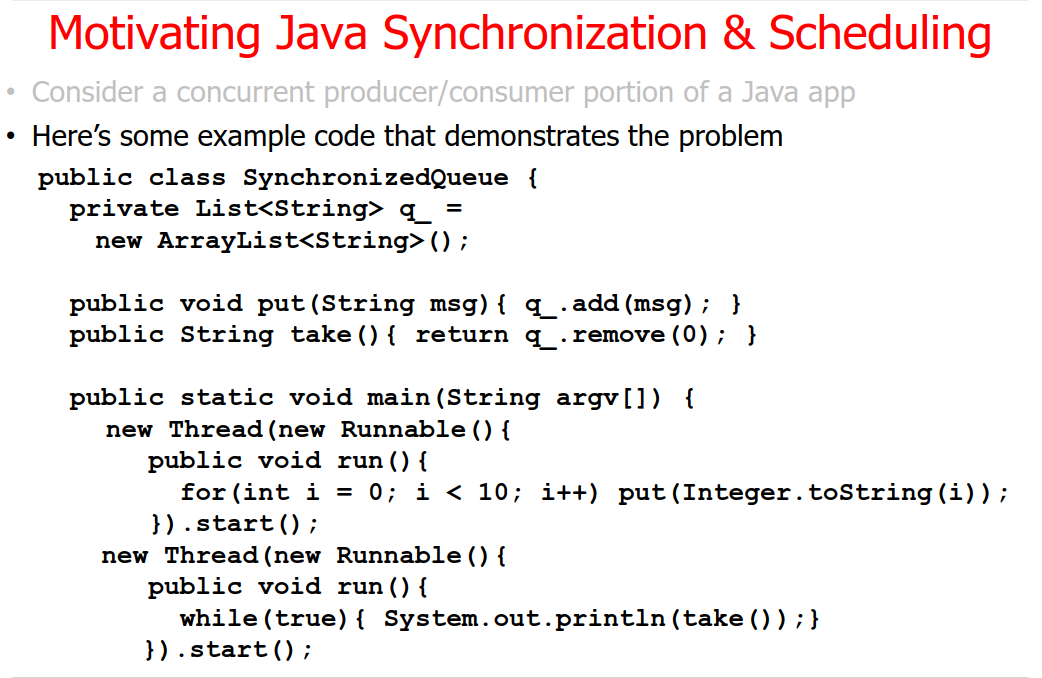 Motivating Java Synchronization & Scheduling
• Consider a concurrent producer/consumer portion of a Java app
• Here’s some example code that demonstrates the problem
public class SynchronizedQueue {
private List<String> q_ =
new ArrayList<String>();
public void put(String msg){ q_.add(msg); }
public String take(){ return q_.remove(0); }
public static void main(String argv[]) {
new Thread(new Runnable(){
public void run(){
for(int i = 0; i < 10; i++) put(Integer.toString(i));
}).start();
new Thread(new Runnable(){
public void run(){
while(true){ System.out.println(take());}
}).start();